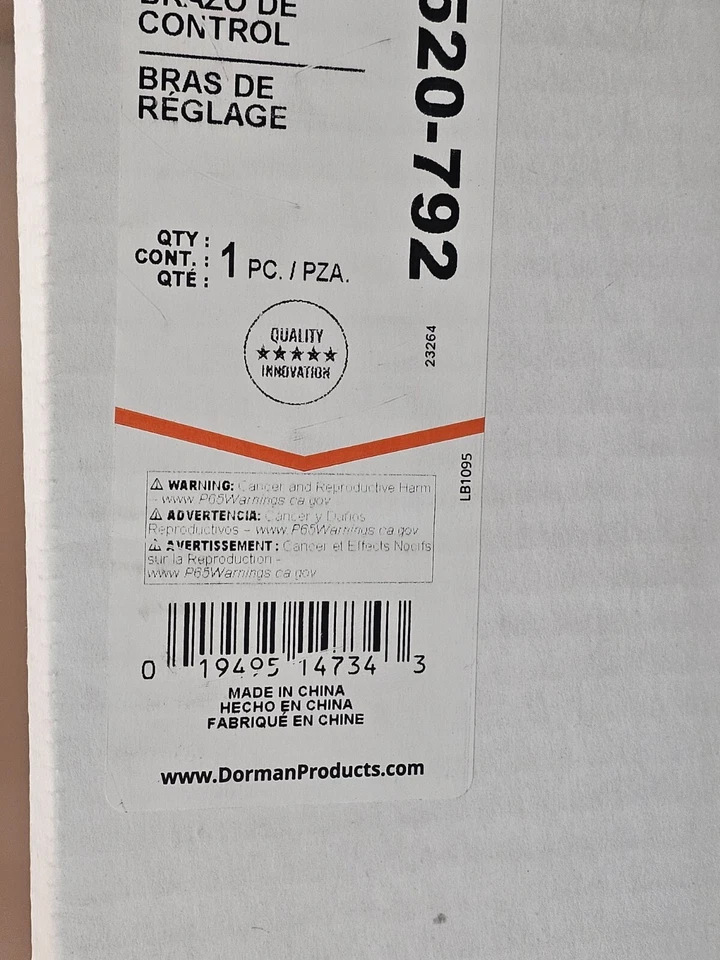 BRAZO DE
CONTROL
BRAS DE
RÉGLAGE
520-792
QTY :
CONT. : 1 PC. / PZA.
QTÉ :
QUALITY
★★★★★
INNOVATION
23264
LB1095
⚠ WARNING: Cancer and Reproductive Harm
- www.P65Warnings.ca.gov
⚠ ADVERTENCIA: Cáncer y Daños
Reproductivos - www.P65Warnings.ca.gov
⚠ AVERTISSEMENT : Cancer et Effects Nocifs
sur la Reproduction -
www.P65Warnings.ca.gov
0 19495 14734 3
MADE IN CHINA
HECHO EN CHINA
FABRIQUÉ EN CHINE
www.DormanProducts.com